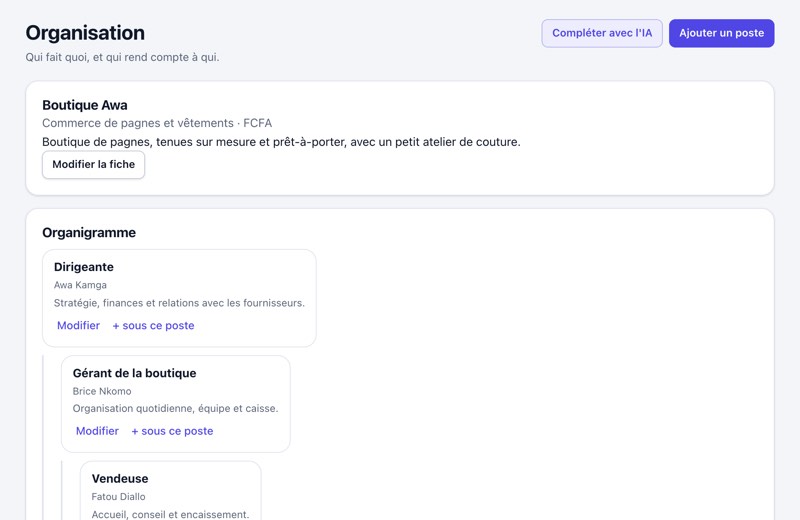 Organisation
Compléter avec l'IA
Ajouter un poste
Qui fait quoi, et qui rend compte à qui.
Boutique Awa
Commerce de pagnes et vêtements · FCFA
Boutique de pagnes, tenues sur mesure et prêt-à-porter, avec un petit atelier de couture.
Modifier la fiche
Organigramme
Dirigeante
Awa Kamga
Stratégie, finances et relations avec les fournisseurs.
Modifier + sous ce poste
Gérant de la boutique
Brice Nkomo
Organisation quotidienne, équipe et caisse.
Modifier + sous ce poste
Vendeuse
Fatou Diallo
Accueil, conseil et encaissement.